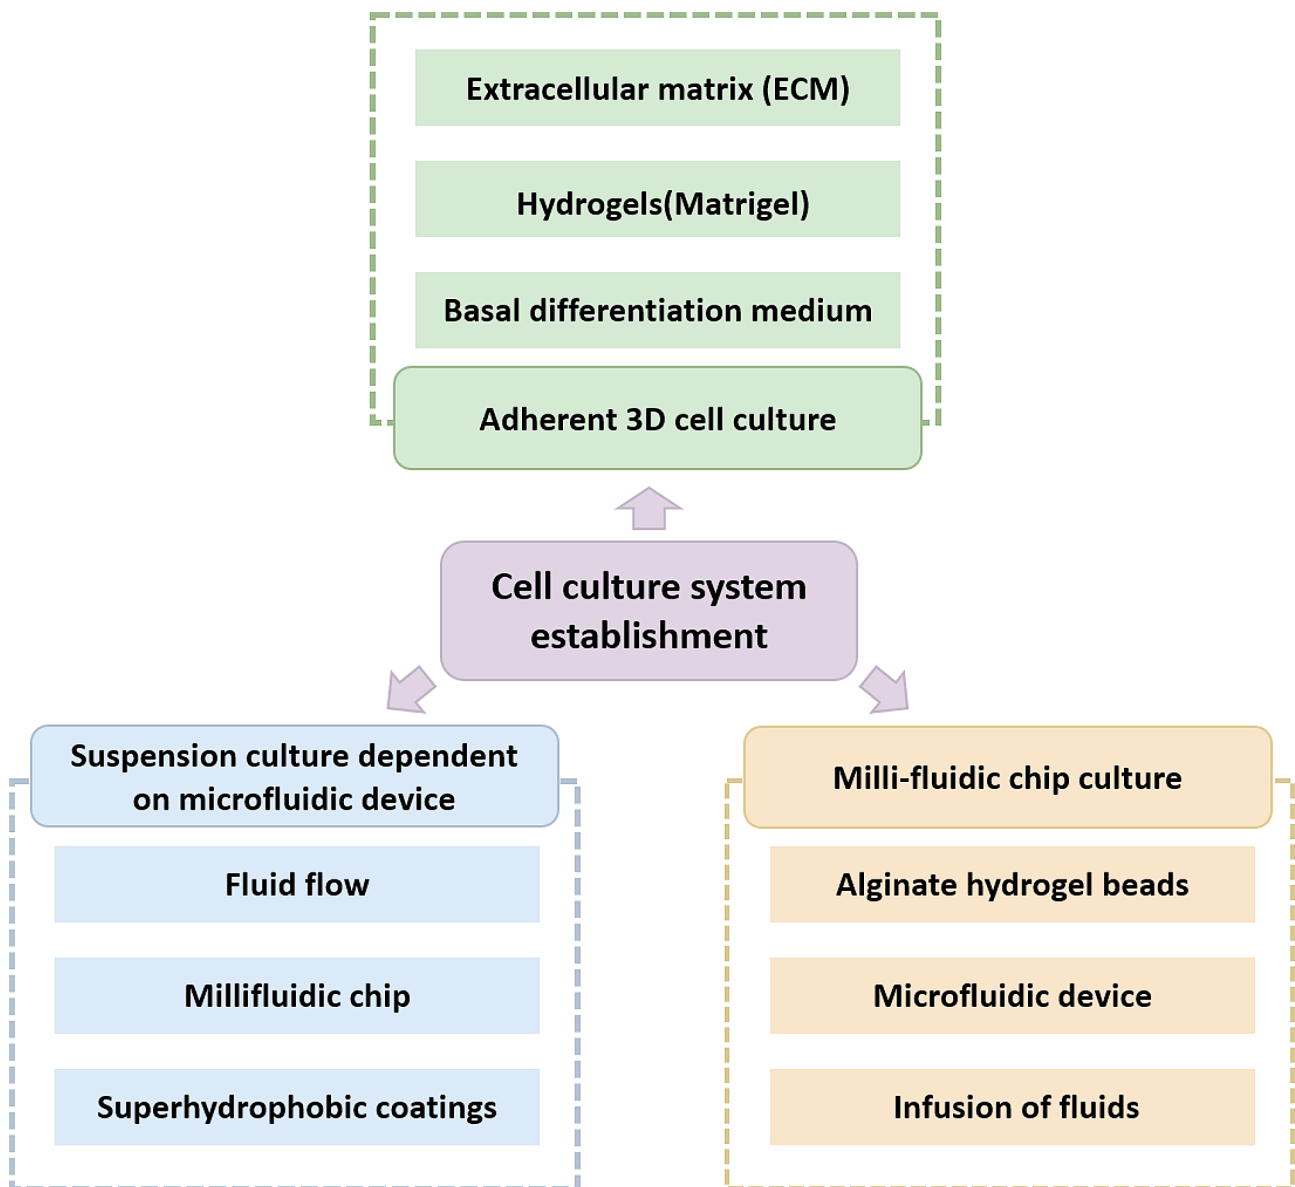 Extracellular matrix (ECM)
Hydrogels(Matrigel)
Basal differentiation medium
Adherent 3D cell culture
Cell culture system
establishment
Suspension culture dependent
on microfluidic device
Fluid flow
Millifluidic chip
Superhydrophobic coatings
Milli-fluidic chip culture
Alginate hydrogel beads
Microfluidic device
Infusion of fluids